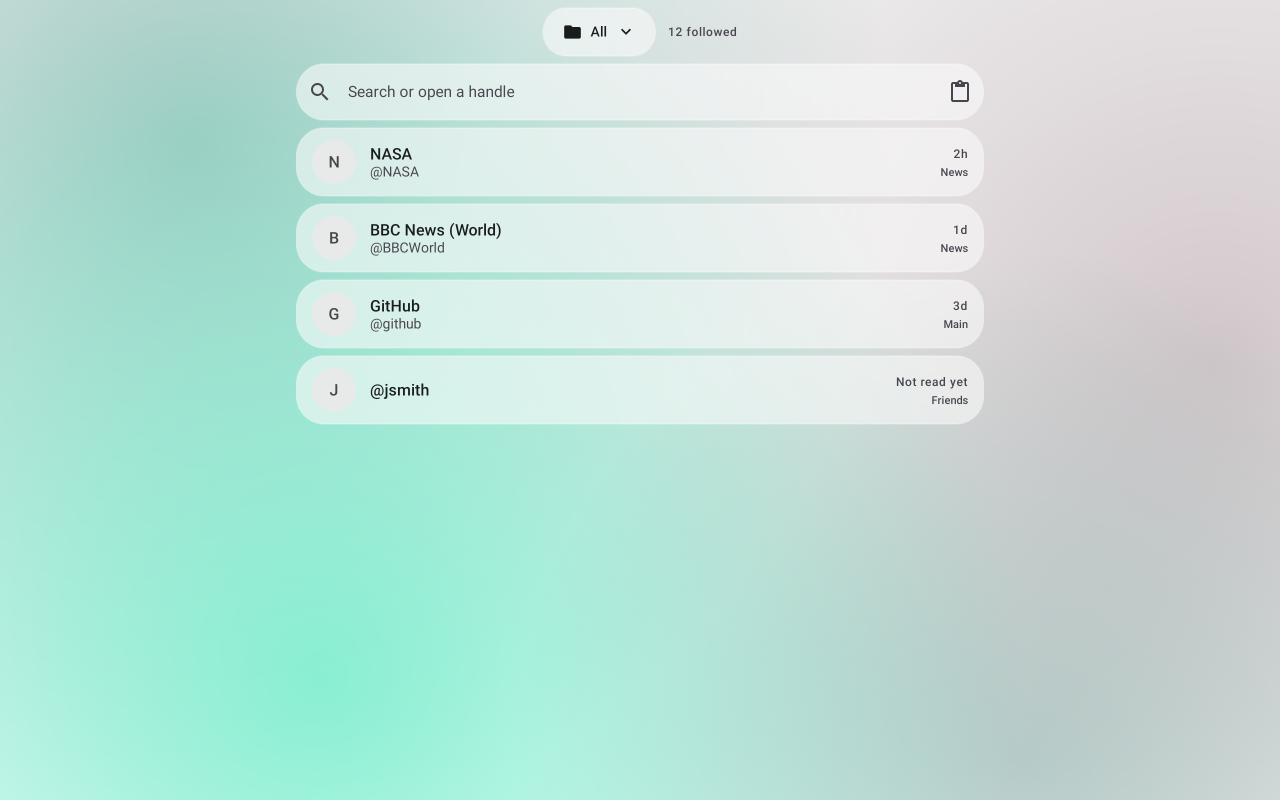 All
12 followed
Search or open a handle
N
NASA
@NASA
2h
News
B
BBC News (World)
@BBCWorld
1d
News
G
GitHub
@github
3d
Main
J
@jsmith
Not read yet
Friends